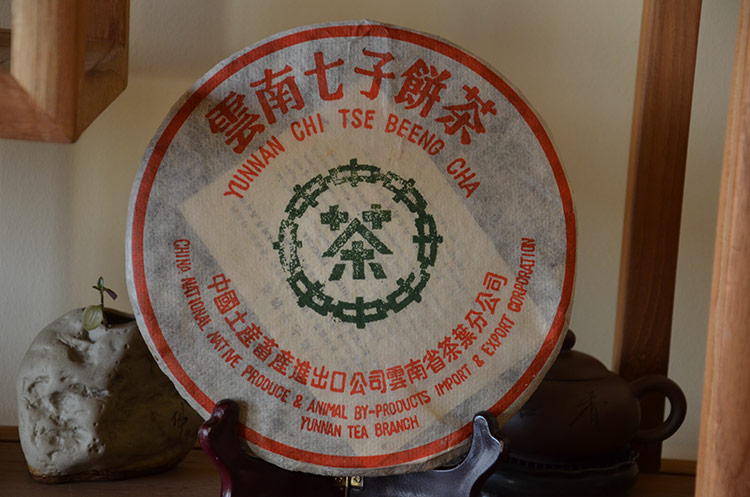 雲南七子餅茶
YUNNAN CHI TSE BEENG CHA
茶
中國土產畜產進出口公司雲南省茶葉分公司
CHINA NATIONAL NATIVE PRODUCE & ANIMAL BY-PRODUCTS IMPORT & EXPORT CORPORATION
YUNNAN TEA BRANCH